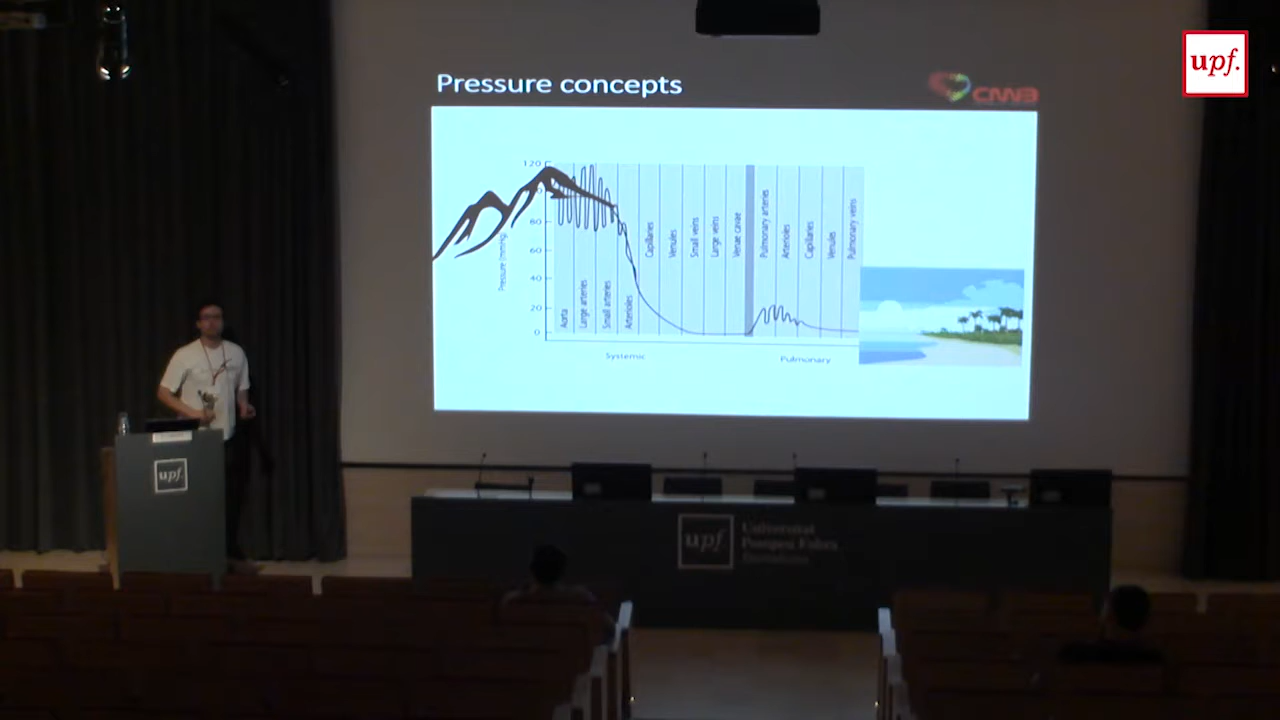 upf.
Pressure concepts
120
80
60
40
20
0
Pressure (mmHg)
Aorta
Large arteries
Small arteries
Arterioles
Capillaries
Venules
Small veins
Large veins
Venae cavae
Pulmonary arteries
Arterioles
Capillaries
Venules
Pulmonary veins
Systemic
Pulmonary
upf.
upf.
Universitat
Pompeu Fabra
Barcelona